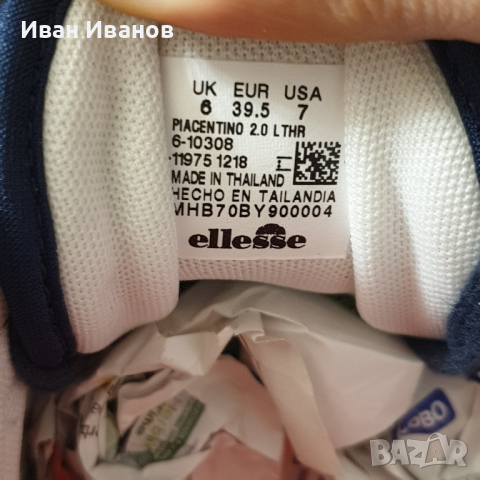 Иван Иванов
UK EUR USA
6 39.5 7
PIACENTINO 2.0 LTHR
6-10308
-11975 1218
MADE IN THAILAND
HECHO EN TAILANDIA
MHB70BY900004
ellesse
bazar